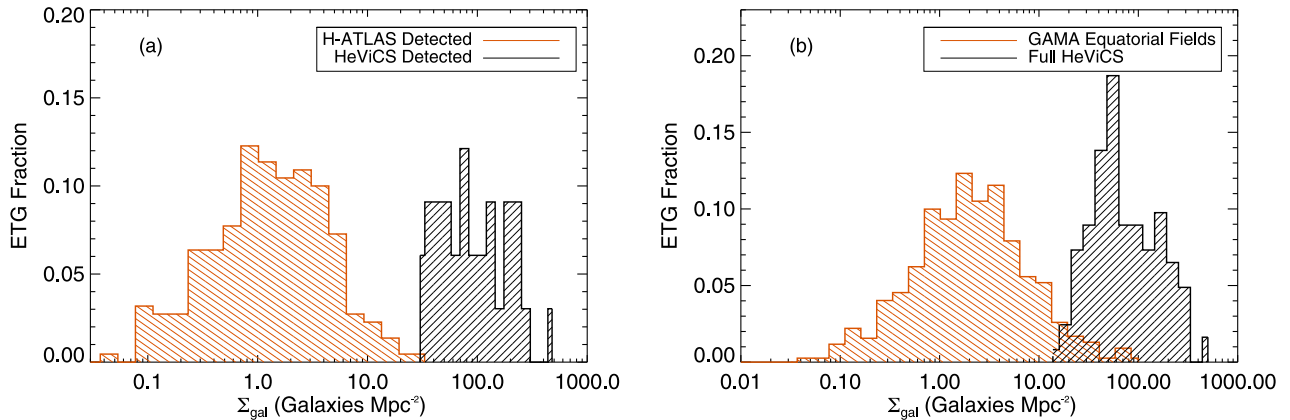 (a)
H-ATLAS Detected
HeViCS Detected
ETG Fraction
0.20
0.15
0.10
0.05
0.00
0.1 1.0 10.0 100.0 1000.0
Σgal (Galaxies Mpc-2)
(b)
GAMA Equatorial Fields
Full HeViCS
ETG Fraction
0.20
0.15
0.10
0.05
0.00
0.01 0.10 1.00 10.00 100.00 1000.00
Σgal (Galaxies Mpc-2)